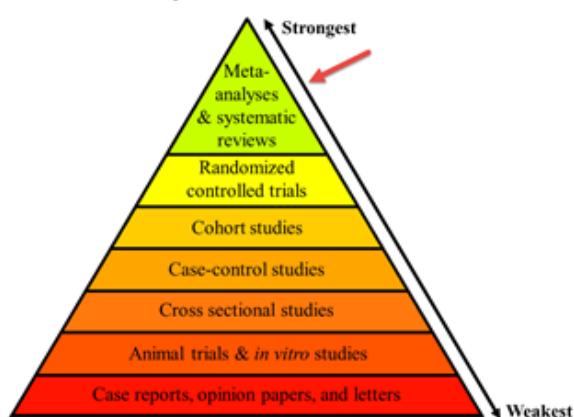 Strongest
Meta-
analyses
& systematic
reviews
Randomized
controlled trials
Cohort studies
Case-control studies
Cross sectional studies
Animal trials & in vitro studies
Case reports, opinion papers, and letters
Weakest